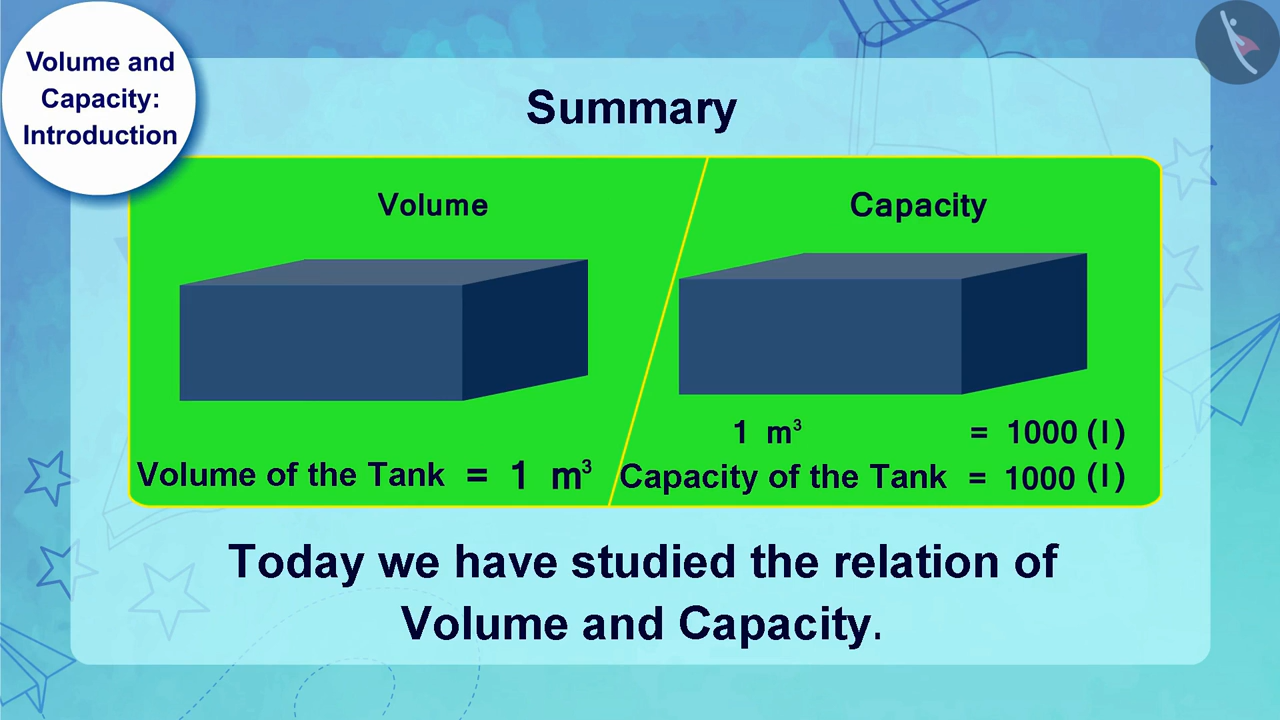 Volume and
Capacity:
Introduction
Summary
Volume
Volume of the Tank = 1 m³
Capacity
1 m³ = 1000 (l)
Capacity of the Tank = 1000 (l)
Today we have studied the relation of
Volume and Capacity.